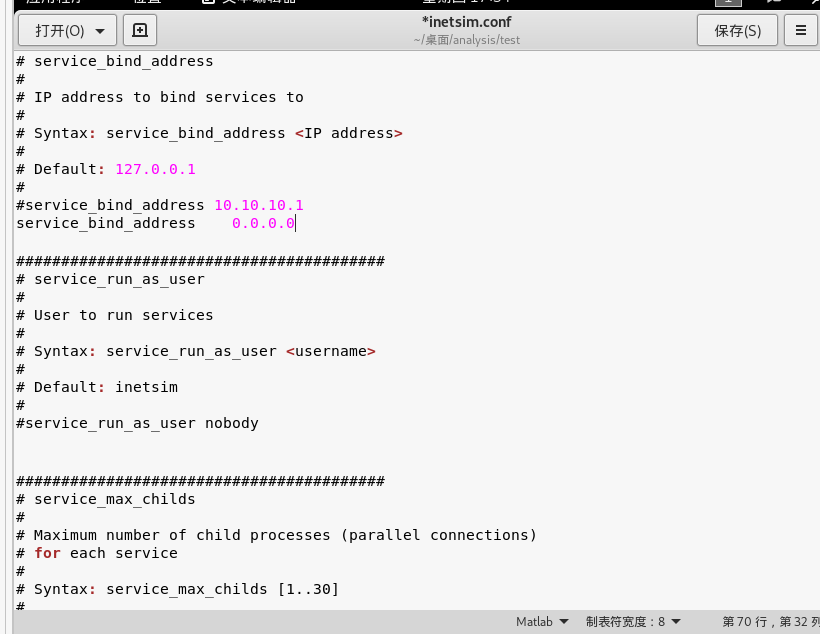 *inetsim.conf
打开(O)
保存(S)
~/桌面/analysis/test
# service_bind_address
#
# IP address to bind services to
#
# Syntax: service_bind_address <IP address>
#
# Default: 127.0.0.1
#
#service_bind_address 10.10.10.1
service_bind_address    0.0.0.0
#########################################
# service_run_as_user
#
# User to run services
#
# Syntax: service_run_as_user <username>
#
# Default: inetsim
#
#service_run_as_user nobody
#########################################
# service_max_childs
#
# Maximum number of child processes (parallel connections)
# for each service
#
# Syntax: service_max_childs [1..30]
#
Matlab 制表符宽度：8 第 70 行，第 32 列